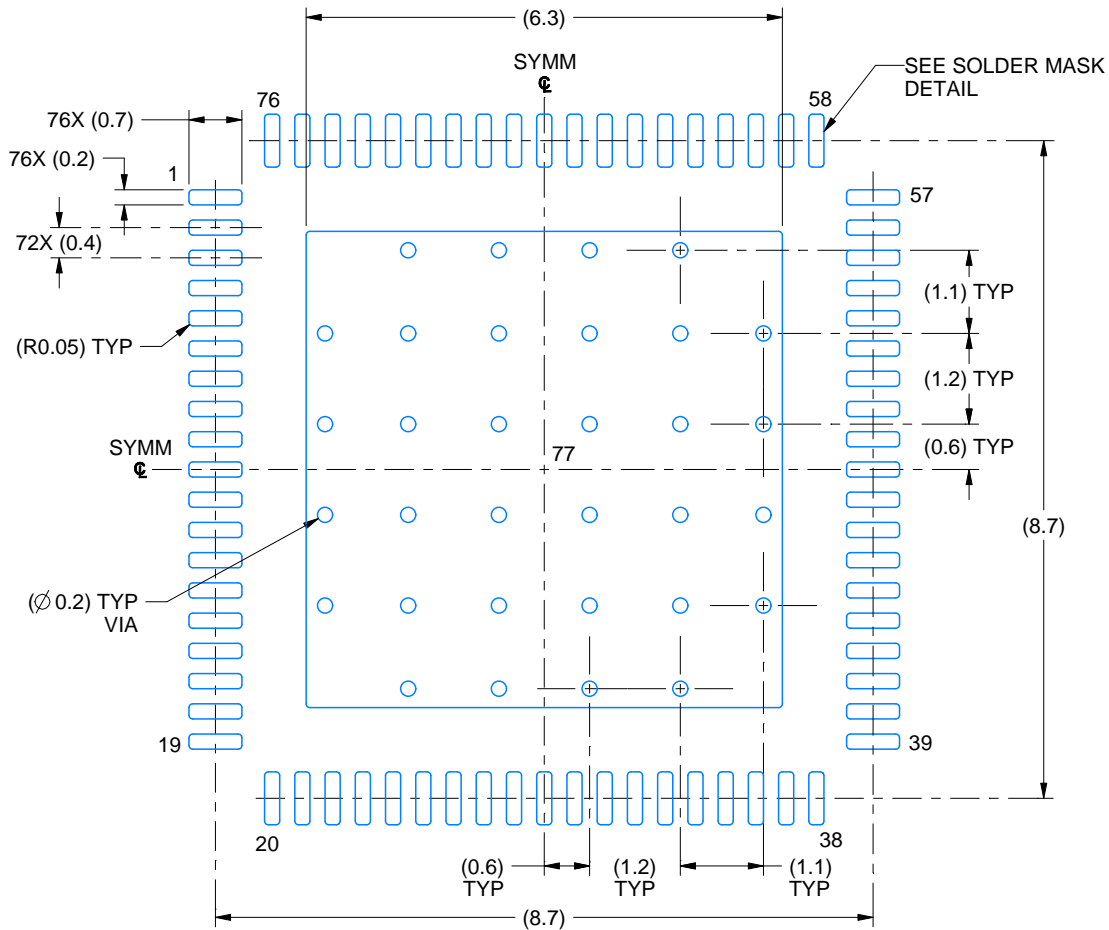 (6.3)
SYMM
℄
SEE SOLDER MASK
DETAIL
76
58
76X (0.7)
76X (0.2)
1
57
72X (0.4)
(1.1) TYP
(R0.05) TYP
(1.2) TYP
SYMM
℄
77
(0.6) TYP
(8.7)
(∅ 0.2) TYP
VIA
19
39
20
38
(0.6)
TYP
(1.2)
TYP
(1.1)
TYP
(8.7)